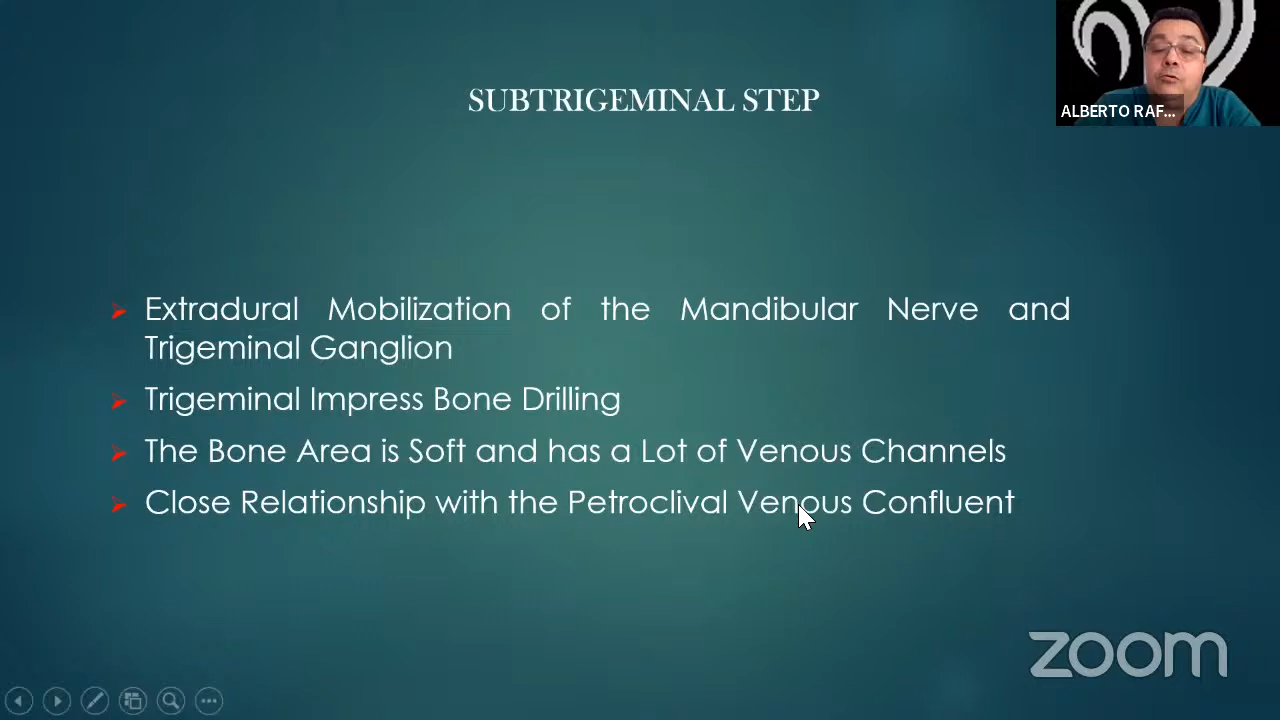 SUBTRIGEMINAL STEP
ALBERTO RAF...
Extradural Mobilization of the Mandibular Nerve and
Trigeminal Ganglion
Trigeminal Impress Bone Drilling
The Bone Area is Soft and has a Lot of Venous Channels
Close Relationship with the Petroclival Venous Confluent
zoom